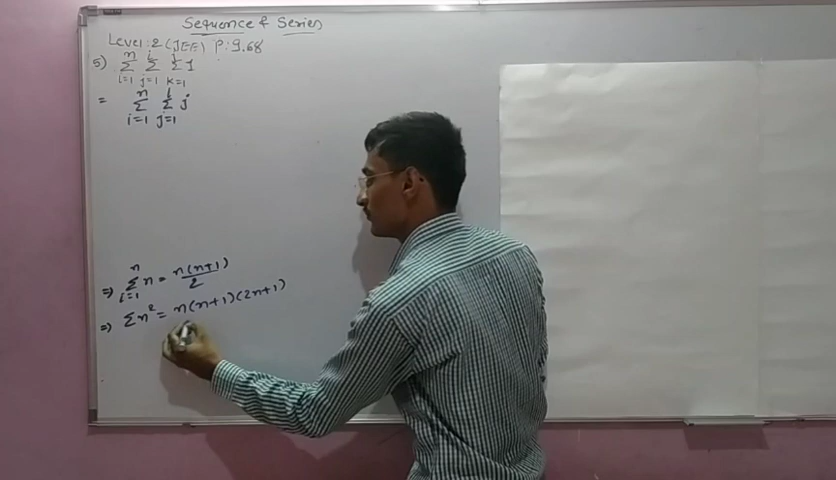 Sequence & Series
Level:2 (JEE) P:9.68
5) n∑i=1 i∑j=1 j∑k=1 1
= n∑i=1 i∑j=1 j
=> n∑i=1 n = n(n+1)/2
=> ∑n² = n(n+1)(2n+1)